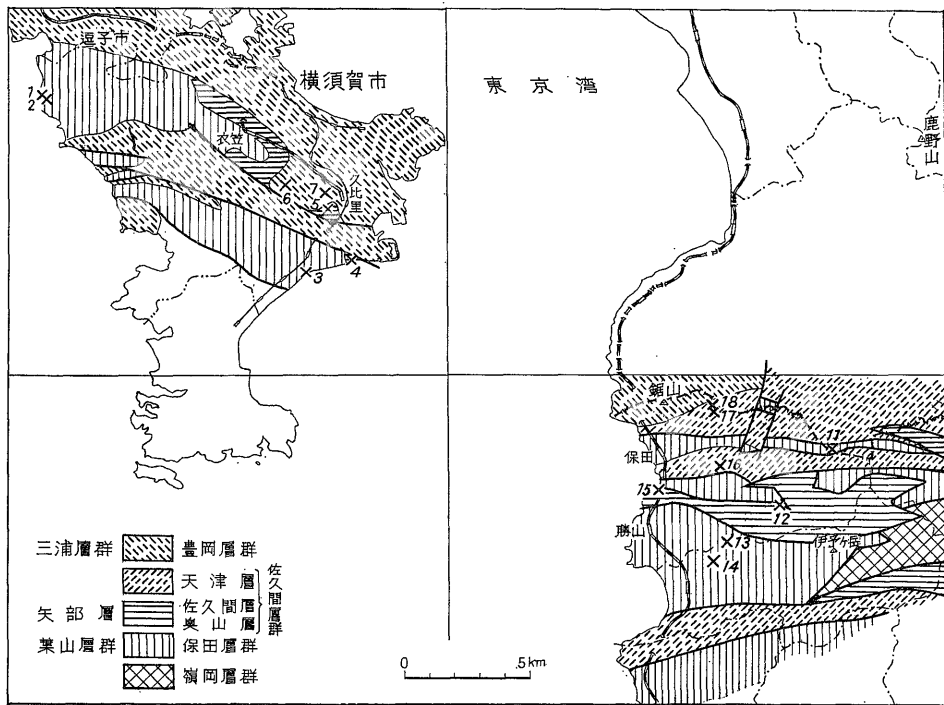 逗子市
横須賀市
東京湾
鹿野山
1
2
衣笠
久比里
7
6
5
4
3
鋸山
18
17
11
保田
16
15
12
勝山
13
伊予ヶ岳
14
三浦層群 豊岡層群
天津層
矢部層 佐久間層
奥山層
佐久間層群
葉山層群 保田層群
嶺岡層群
0 5km